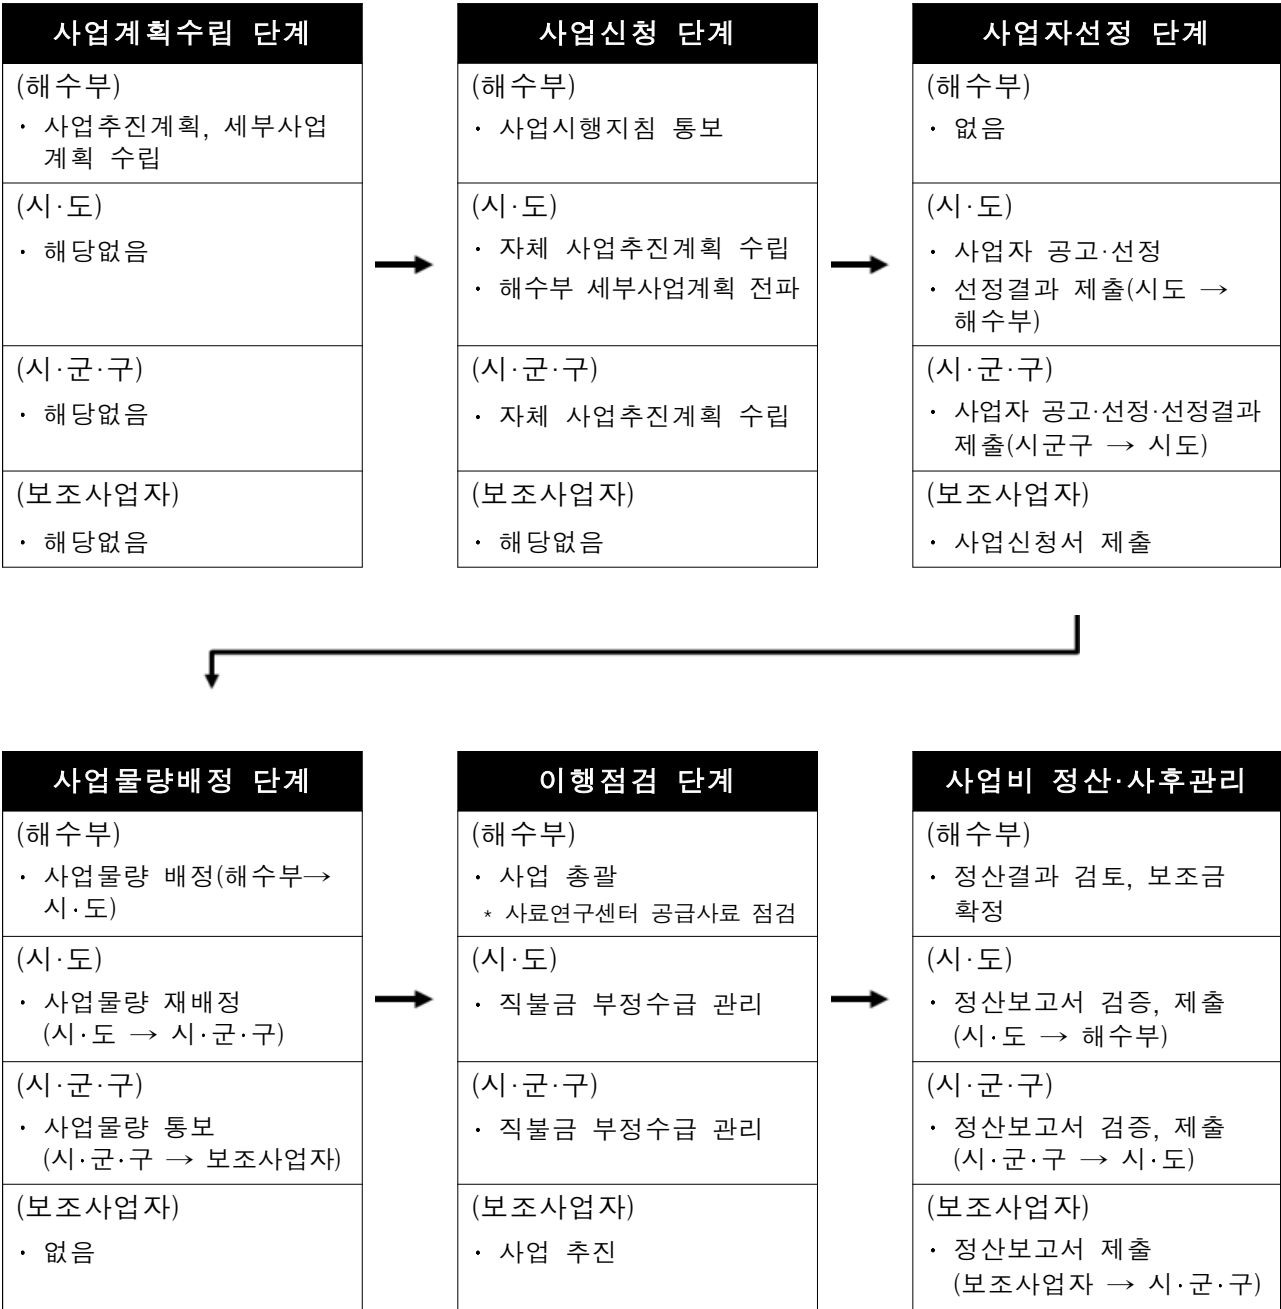 사업계획수립 단계
(해수부)
· 사업추진계획, 세부사업
계획 수립
(시·도)
· 해당없음
(시·군·구)
· 해당없음
(보조사업자)
· 해당없음
사업신청 단계
(해수부)
· 사업시행지침 통보
(시·도)
· 자체 사업추진계획 수립
· 해수부 세부사업계획 전파
(시·군·구)
· 자체 사업추진계획 수립
(보조사업자)
· 해당없음
사업자선정 단계
(해수부)
· 없음
(시·도)
· 사업자 공고·선정
· 선정결과 제출(시도 →
해수부)
(시·군·구)
· 사업자 공고·선정·선정결과
제출(시군구 → 시도)
(보조사업자)
· 사업신청서 제출
사업물량배정 단계
(해수부)
· 사업물량 배정(해수부→
시·도)
(시·도)
· 사업물량 재배정
(시·도 → 시·군·구)
(시·군·구)
· 사업물량 통보
(시·군·구 → 보조사업자)
(보조사업자)
· 없음
이행점검 단계
(해수부)
· 사업 총괄
* 사료연구센터 공급사료 점검
(시·도)
· 직불금 부정수급 관리
(시·군·구)
· 직불금 부정수급 관리
(보조사업자)
· 사업 추진
사업비 정산·사후관리
(해수부)
· 정산결과 검토, 보조금
확정
(시·도)
· 정산보고서 검증, 제출
(시·도 → 해수부)
(시·군·구)
· 정산보고서 검증, 제출
(시·군·구 → 시·도)
(보조사업자)
· 정산보고서 제출
(보조사업자 → 시·군·구)